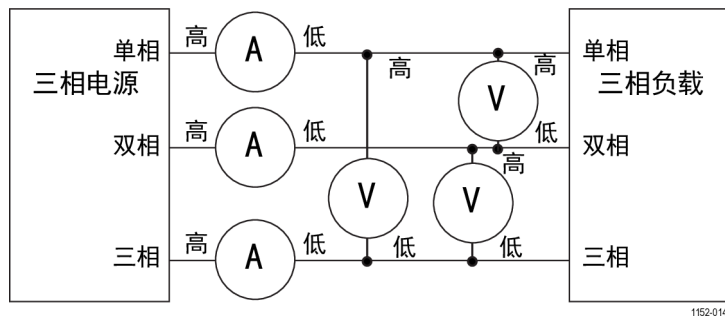 单相 高 A 低 高 高 单相
三相电源 三相负载
V
双相 高 A 低 低 双相
高
V V
三相 高 A 低 低 低 三相
1152-014